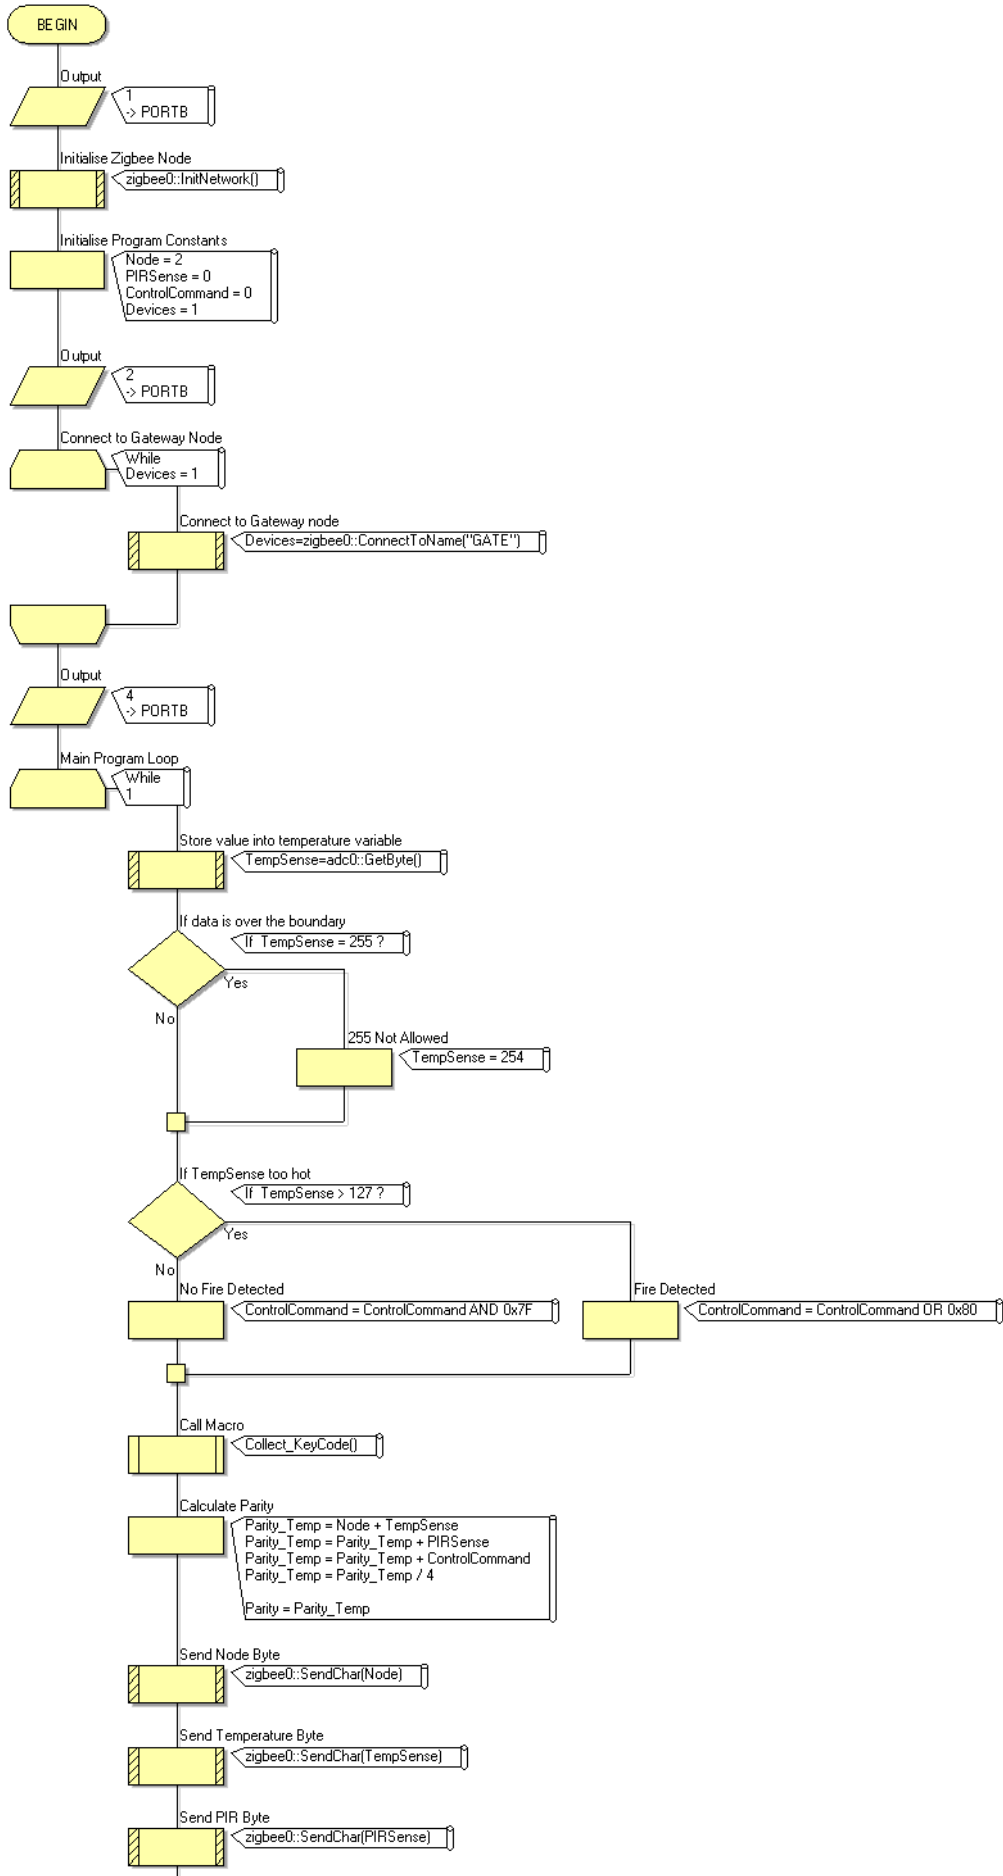 BEGIN
Output
1
-> PORTB
Initialise Zigbee Node
zigbee0::InitNetwork()
Initialise Program Constants
Node = 2
PIRSense = 0
ControlCommand = 0
Devices = 1
Output
2
-> PORTB
Connect to Gateway Node
While
Devices = 1
Connect to Gateway node
Devices=zigbee0::ConnectToName("GATE")
Output
4
-> PORTB
Main Program Loop
While
1
Store value into temperature variable
TempSense=adc0::GetByte()
If data is over the boundary
If TempSense = 255 ?
Yes
No
255 Not Allowed
TempSense = 254
If TempSense too hot
If TempSense > 127 ?
Yes
No
No Fire Detected
ControlCommand = ControlCommand AND 0x7F
Fire Detected
ControlCommand = ControlCommand OR 0x80
Call Macro
Collect_KeyCode()
Calculate Parity
Parity_Temp = Node + TempSense
Parity_Temp = Parity_Temp + PIRSense
Parity_Temp = Parity_Temp + ControlCommand
Parity_Temp = Parity_Temp / 4
Parity = Parity_Temp
Send Node Byte
zigbee0::SendChar(Node)
Send Temperature Byte
zigbee0::SendChar(TempSense)
Send PIR Byte
zigbee0::SendChar(PIRSense)